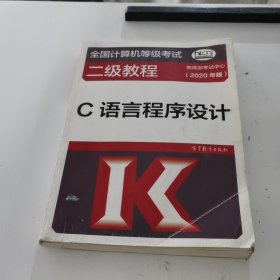 全国计算机等级考试
NCRE
二级教程
教育部考试中心
(2020年版)
C语言程序设计
高等教育出版社
K